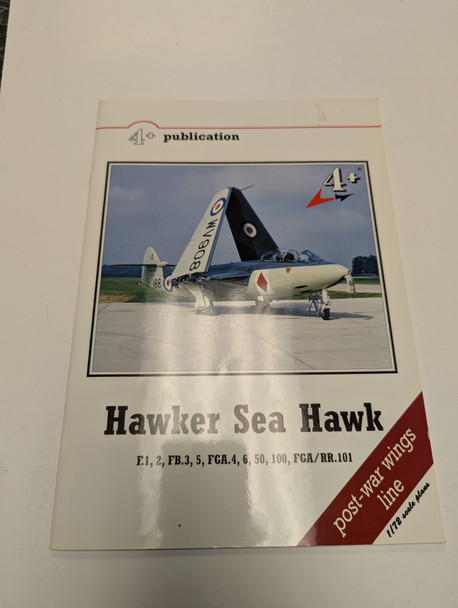 4+ publication
4+
WV908
188
Hawker Sea Hawk
F.1, 2, FB.3, 5, FGA.4, 6, 50, 100, FGA/RR.101
post-war wings
line
1/72 scale plans